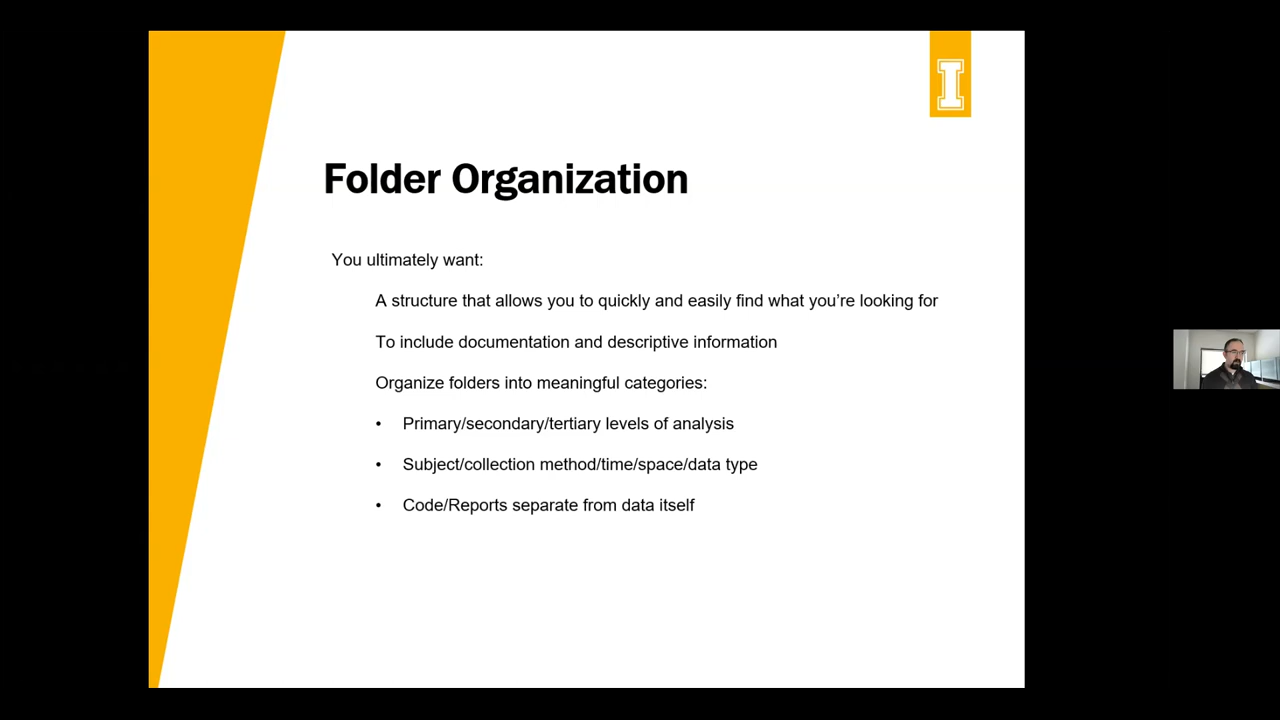 I
Folder Organization
You ultimately want:
A structure that allows you to quickly and easily find what you’re looking for
To include documentation and descriptive information
Organize folders into meaningful categories:
• Primary/secondary/tertiary levels of analysis
• Subject/collection method/time/space/data type
• Code/Reports separate from data itself